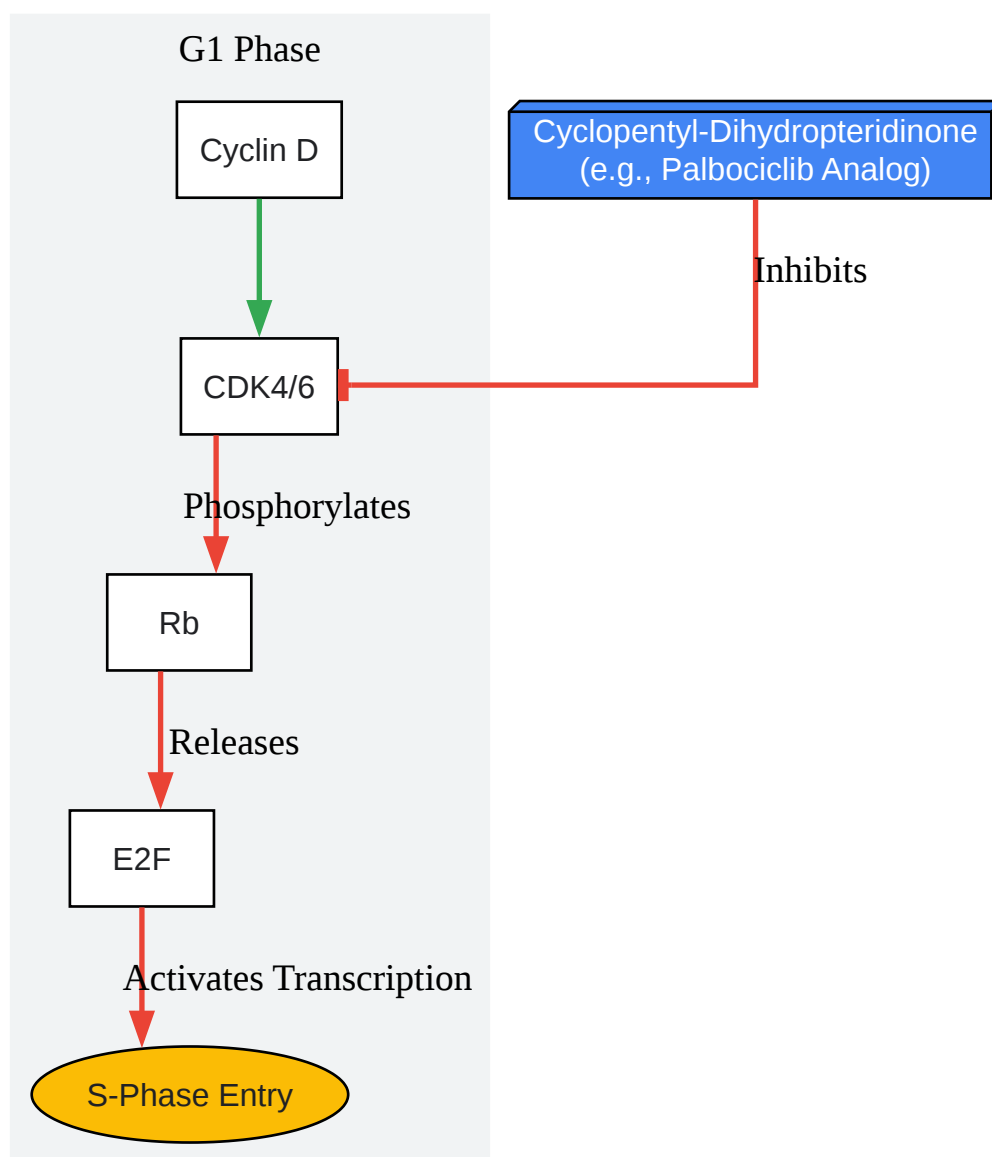 G1 Phase
Cyclin D
Cyclopentyl-Dihydropteridinone
(e.g., Palbociclib Analog)
Inhibits
CDK4/6
Phosphorylates
Rb
Releases
E2F
Activates Transcription
S-Phase Entry